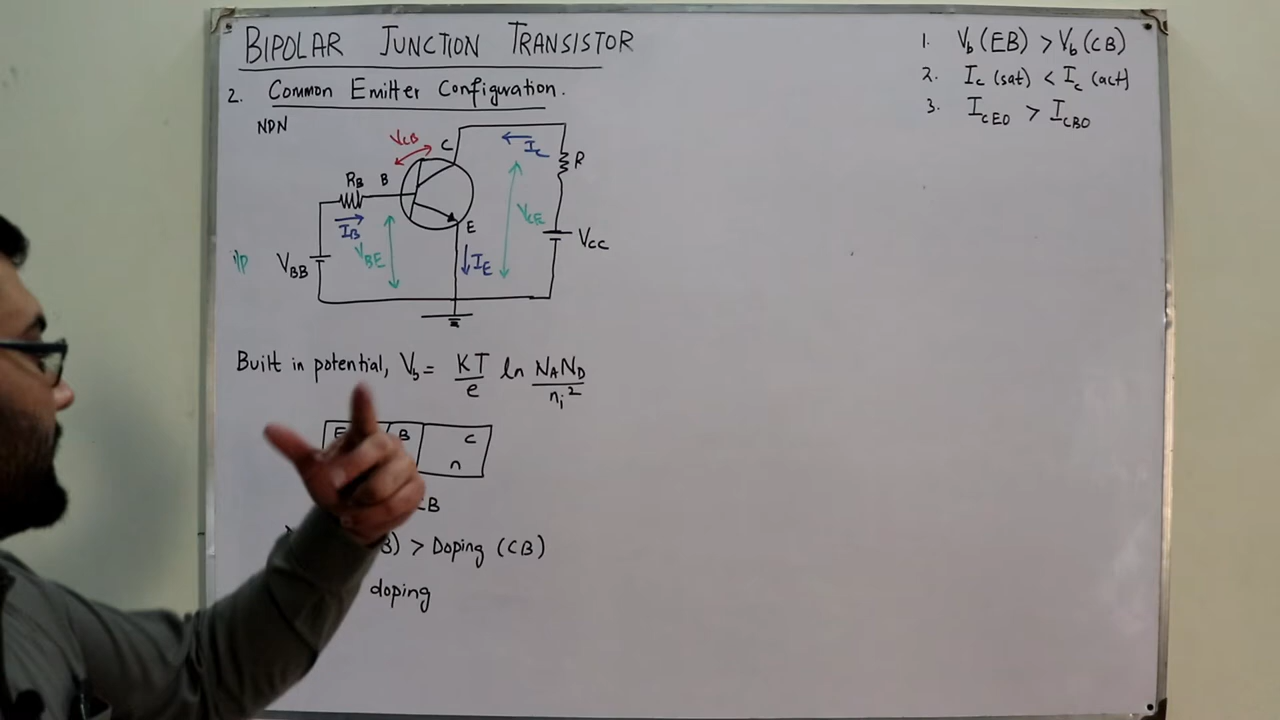 BIPOLAR JUNCTION TRANSISTOR
2. Common Emitter Configuration.
NPN
VCB
C
IC
R
RB
B
IB
VBE
E
IE
VCE
VCC
i/p
VBB
Built in potential, Vb = KT/e ln NAND/ni²
E B C
n
CB
B) > Doping (CB)
doping
1. Vb (EB) > Vb (CB)
2. Ic (sat) < Ic (act)
3. ICEO > ICBO